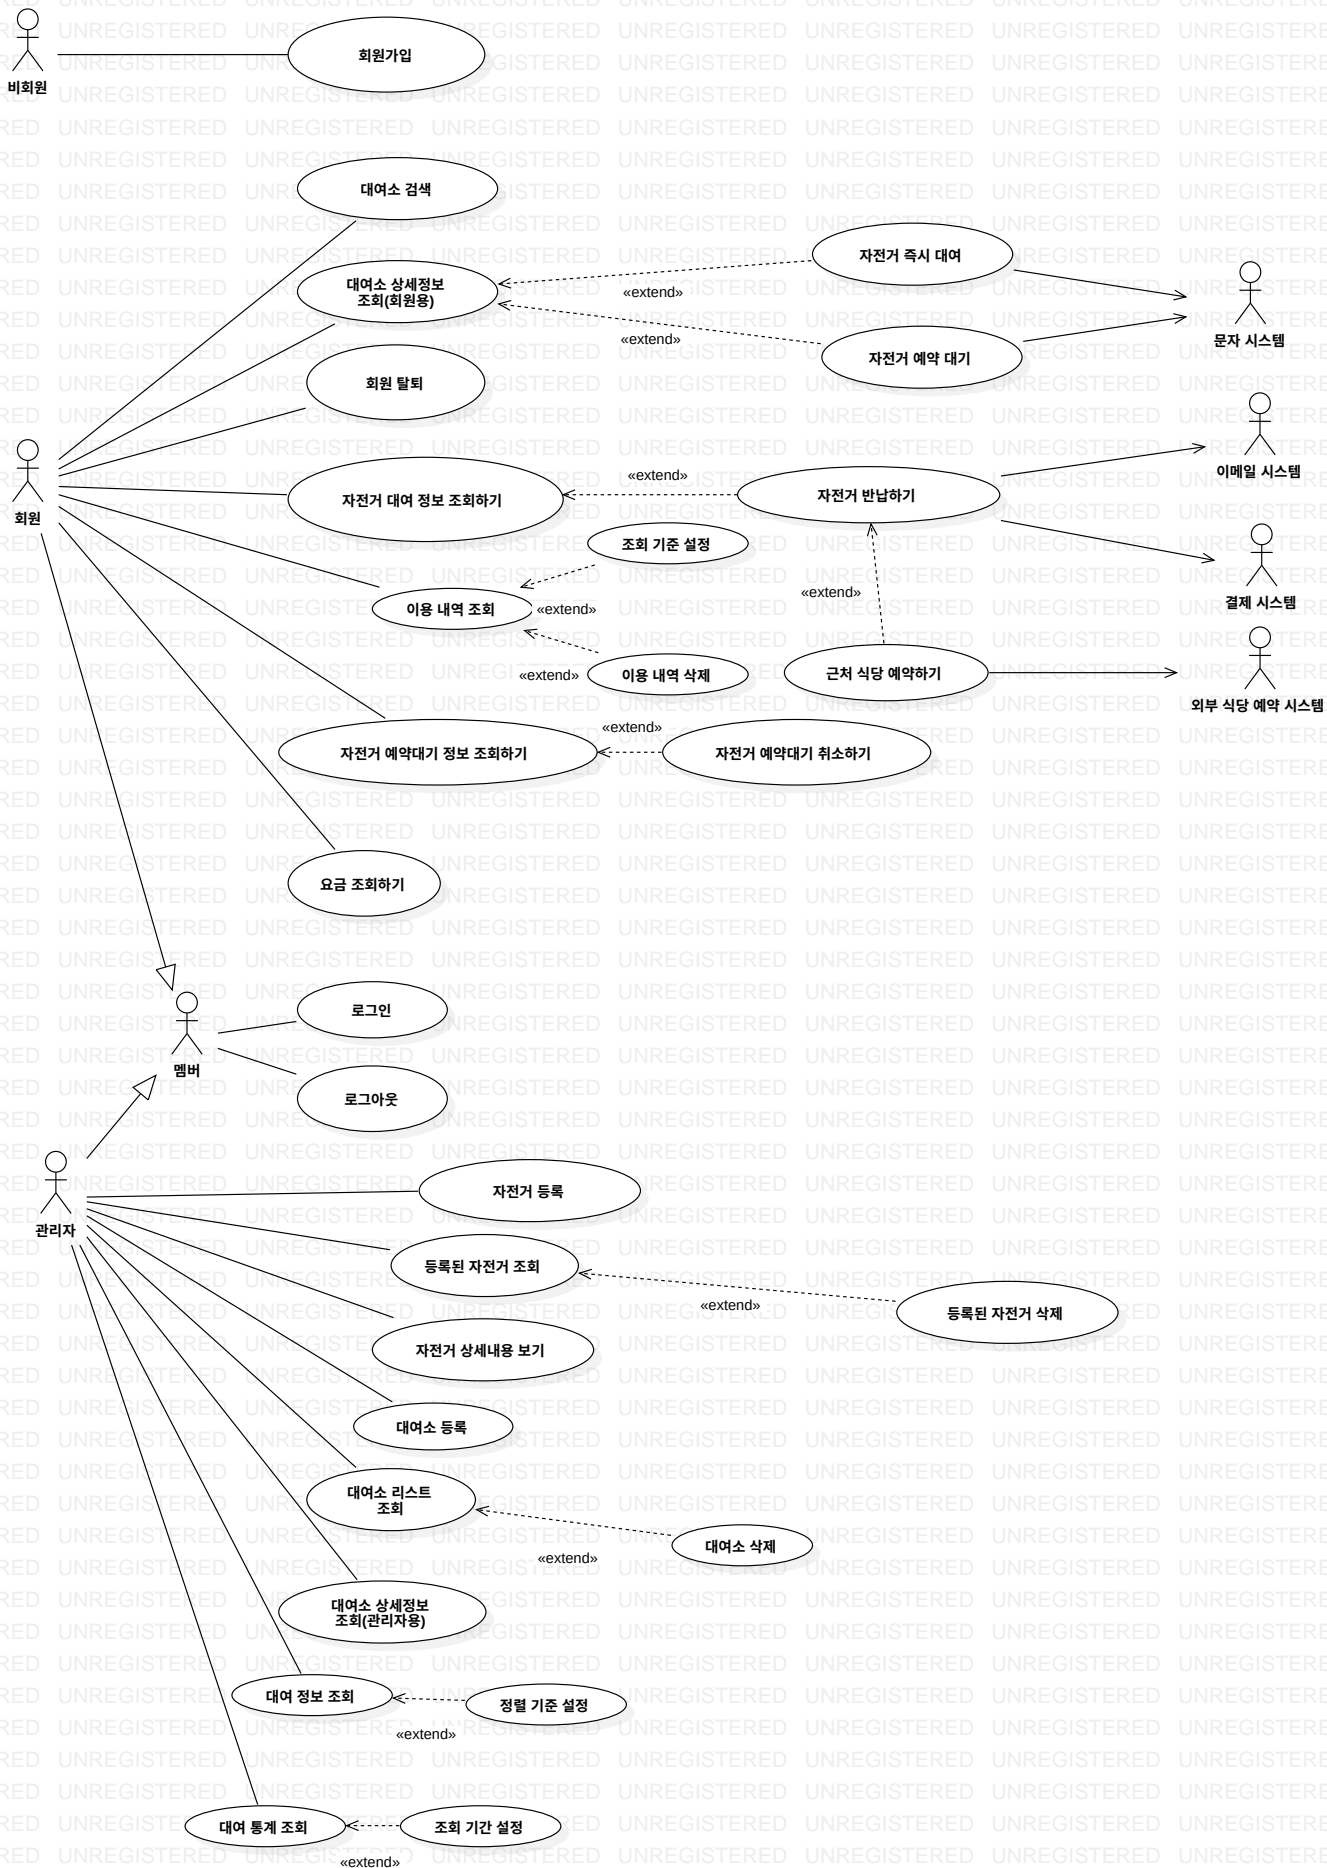 비회원
회원가입
대여소 검색
대여소 상세정보
조회(회원용)
«extend»
«extend»
자전거 즉시 대여
자전거 예약 대기
문자 시스템
회원 탈퇴
회원
자전거 대여 정보 조회하기
«extend»
자전거 반납하기
이메일 시스템
결제 시스템
조회 기준 설정
이용 내역 조회
«extend»
«extend»
이용 내역 삭제
«extend»
근처 식당 예약하기
외부 식당 예약 시스템
자전거 예약대기 정보 조회하기
«extend»
자전거 예약대기 취소하기
요금 조회하기
멤버
로그인
로그아웃
관리자
자전거 등록
등록된 자전거 조회
«extend»
등록된 자전거 삭제
자전거 상세내용 보기
대여소 등록
대여소 리스트
조회
«extend»
대여소 삭제
대여소 상세정보
조회(관리자용)
대여 정보 조회
«extend»
정렬 기준 설정
대여 통계 조회
«extend»
조회 기간 설정
UNREGISTERED